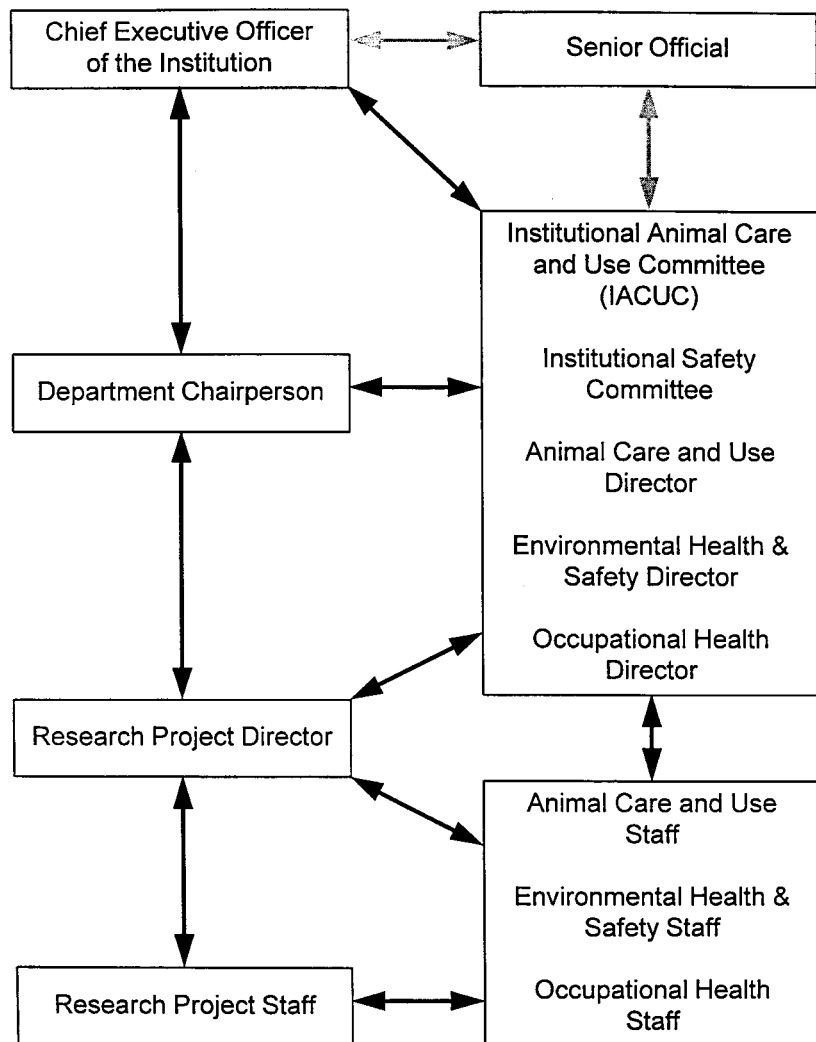 Chief Executive Officer
of the Institution
Senior Official
Institutional Animal Care
and Use Committee
(IACUC)
Institutional Safety
Committee
Department Chairperson
Animal Care and Use
Director
Environmental Health &
Safety Director
Occupational Health
Director
Research Project Director
Animal Care and Use
Staff
Environmental Health &
Safety Staff
Occupational Health
Staff
Research Project Staff